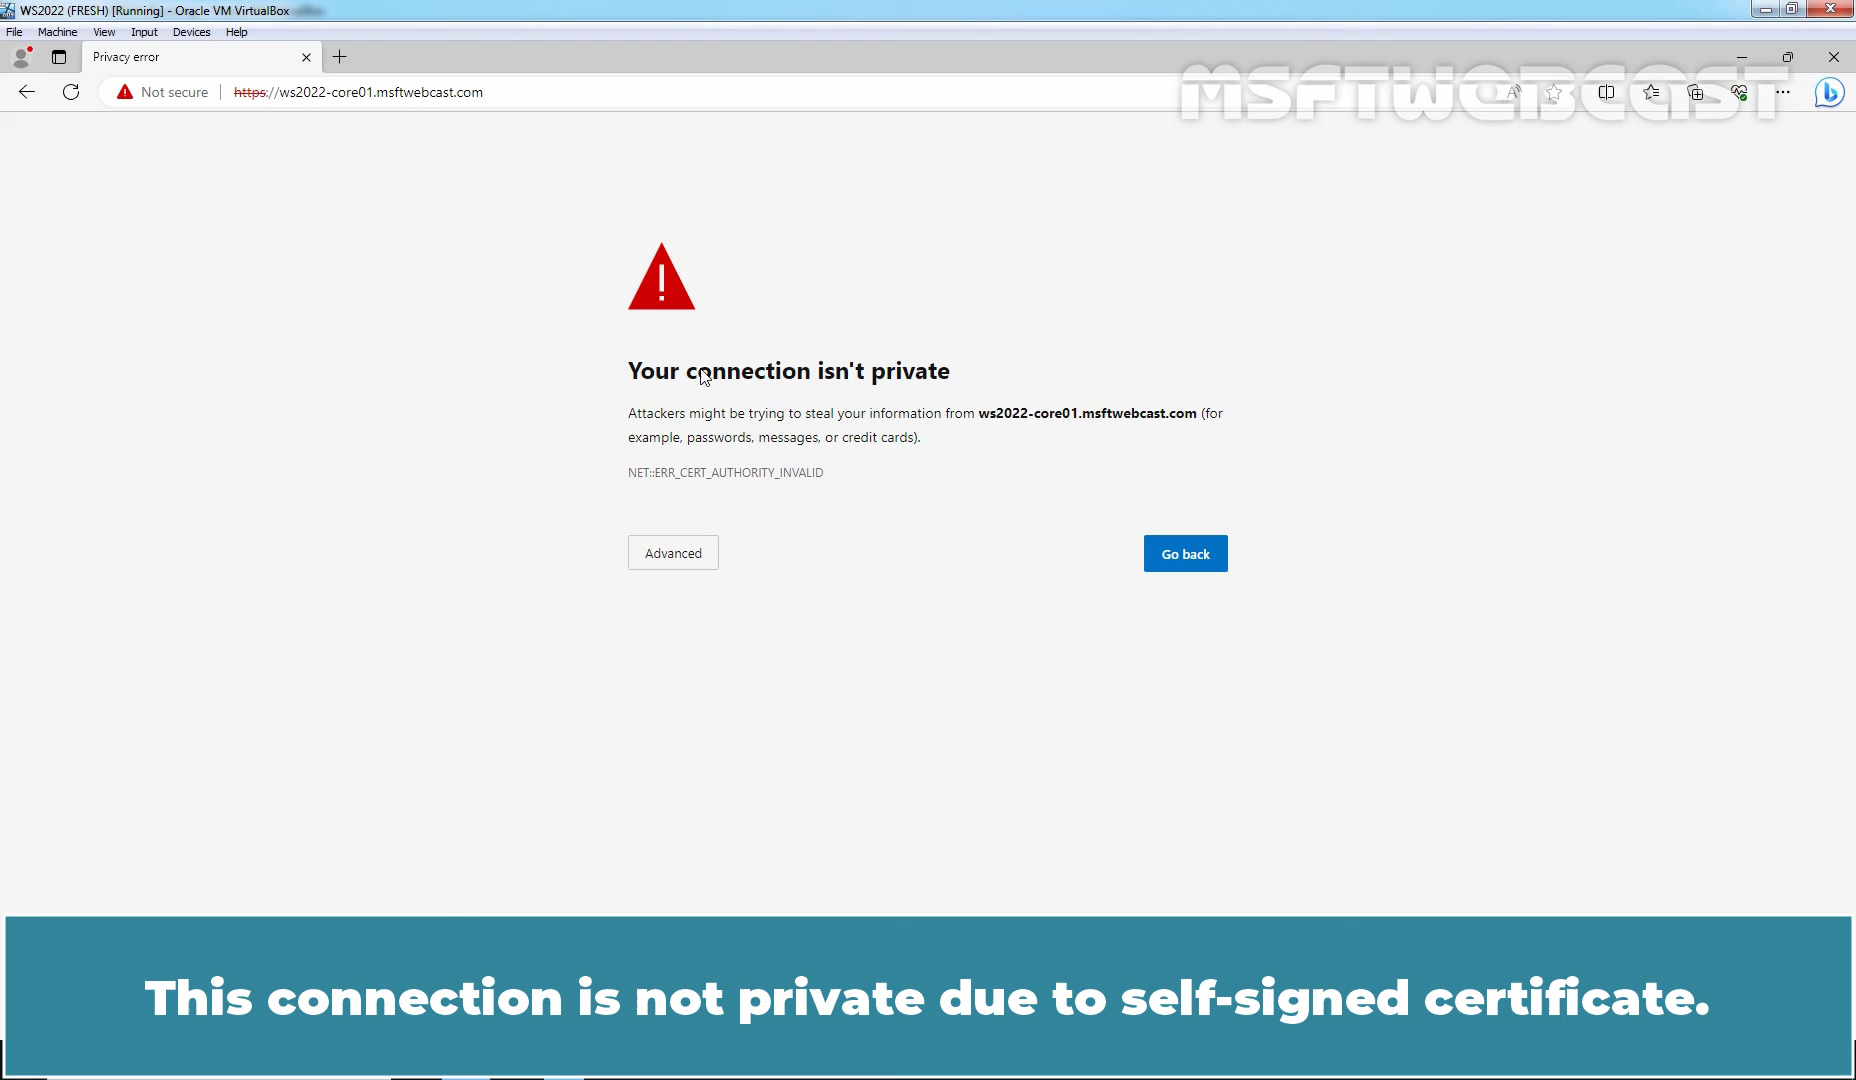 WS2022 (FRESH) [Running] - Oracle VM VirtualBox
File Machine View Input Devices Help
Privacy error
Not secure https://ws2022-core01.msftwebcast.com
MSFTWEBCAST
Your connection isn't private
Attackers might be trying to steal your information from ws2022-core01.msftwebcast.com (for
example, passwords, messages, or credit cards).
NET::ERR_CERT_AUTHORITY_INVALID
Advanced
Go back
This connection is not private due to self-signed certificate.